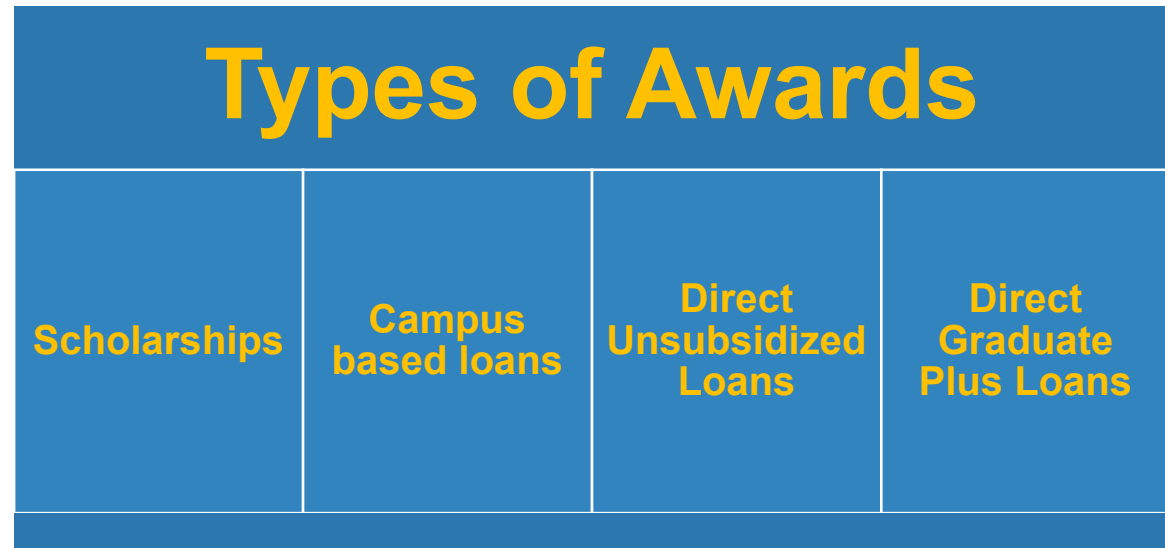 Types of Awards
Scholarships
Campus
based loans
Direct
Unsubsidized
Loans
Direct
Graduate
Plus Loans